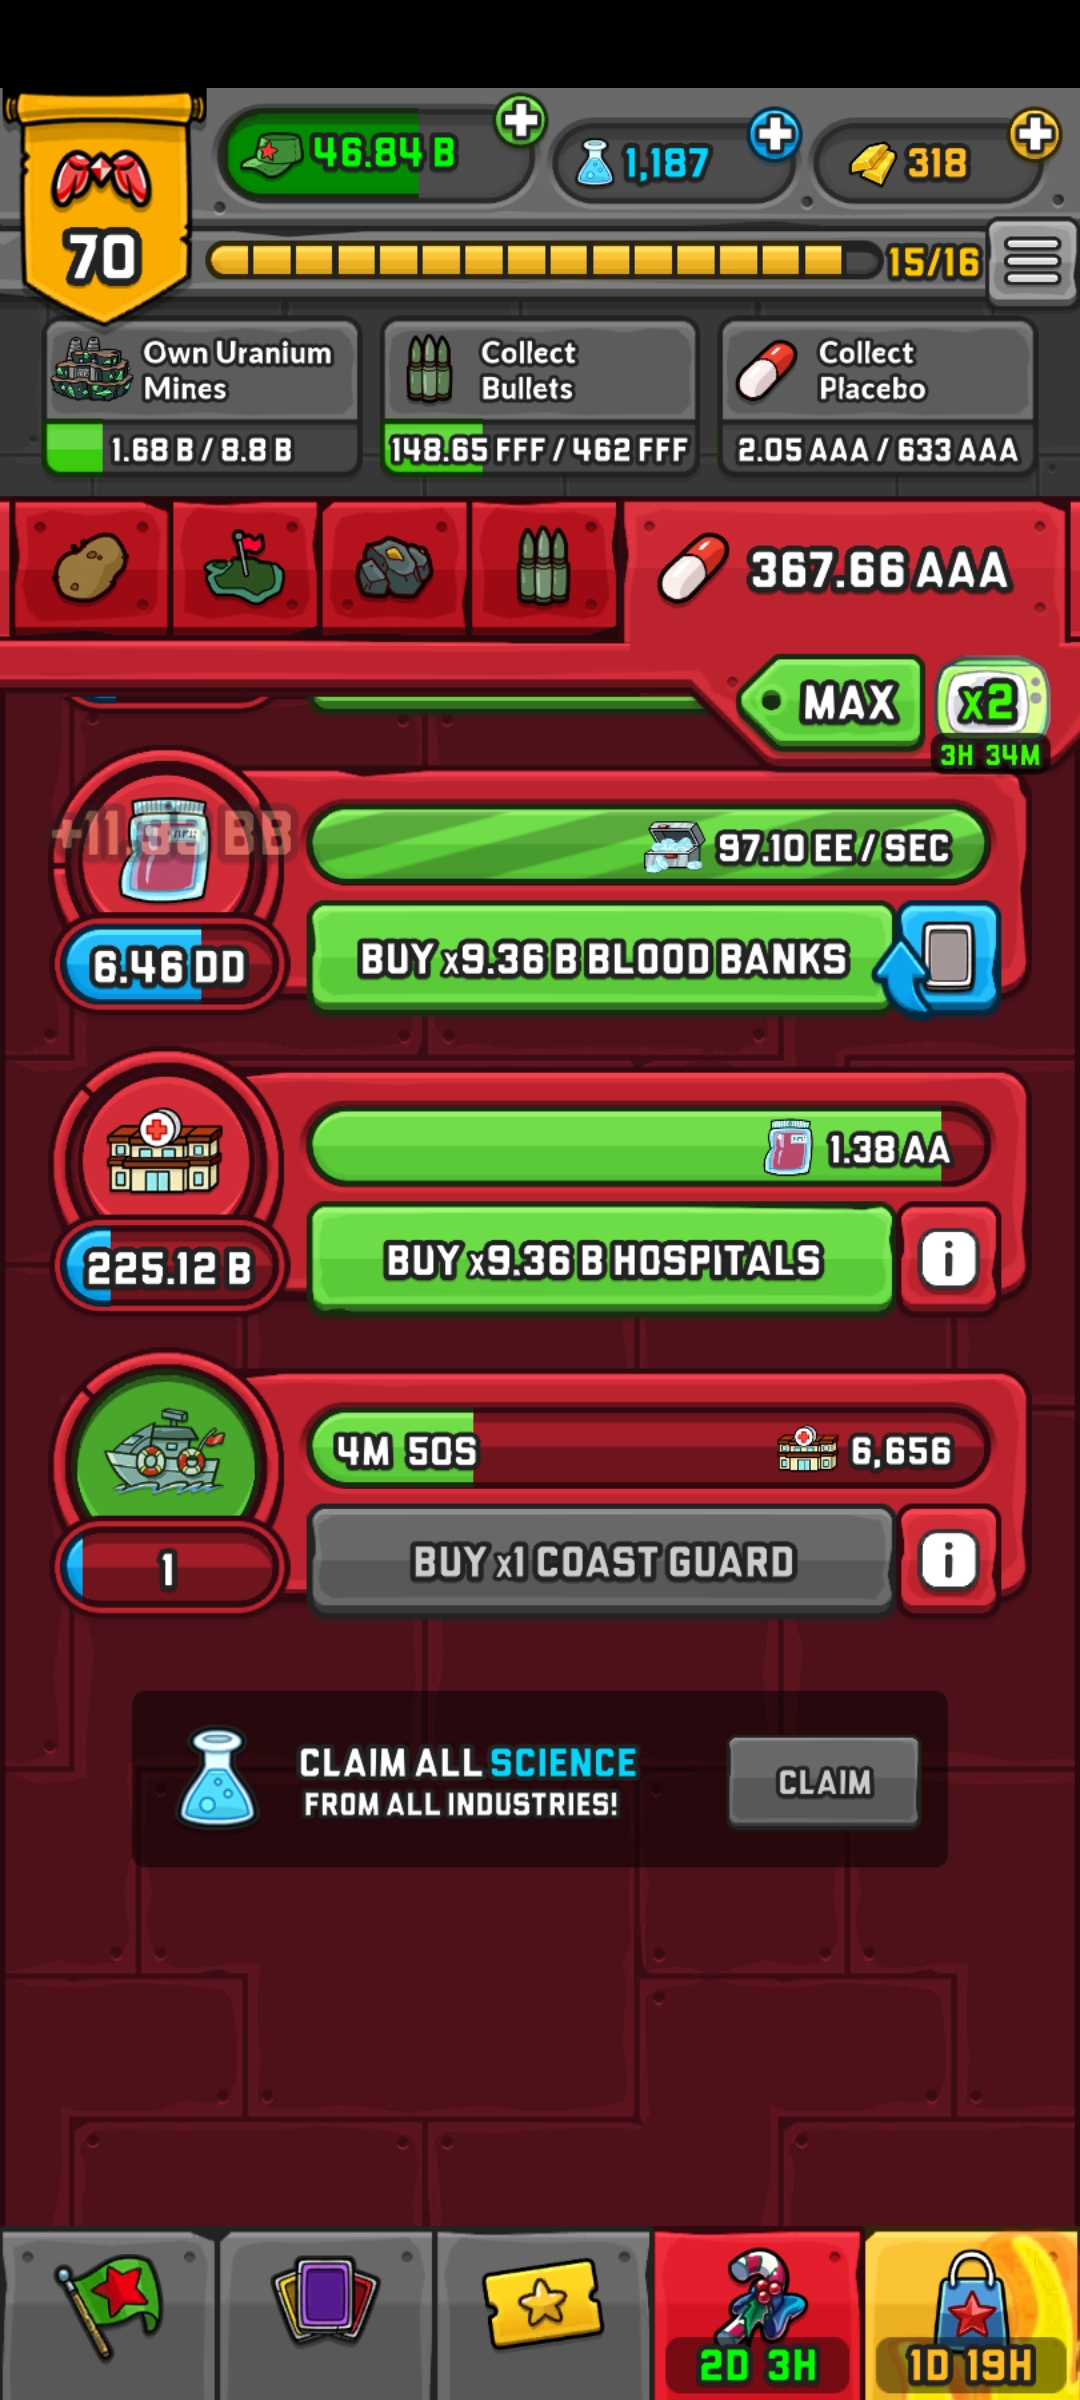 70
46.84 B
1,187
318
15/16
Own Uranium
Mines
1.68 B / 8.8 B
Collect
Bullets
148.65 FFF / 462 FFF
Collect
Placebo
2.05 AAA / 633 AAA
367.66 AAA
MAX
x2
3H 34M
97.10 EE / SEC
6.46 DD
BUY x9.36 B BLOOD BANKS
1.38 AA
225.12 B
BUY x9.36 B HOSPITALS
i
4M 50S
6,656
1
BUY x1 COAST GUARD
i
CLAIM ALL SCIENCE
FROM ALL INDUSTRIES!
CLAIM
2D 3H
1D 19H